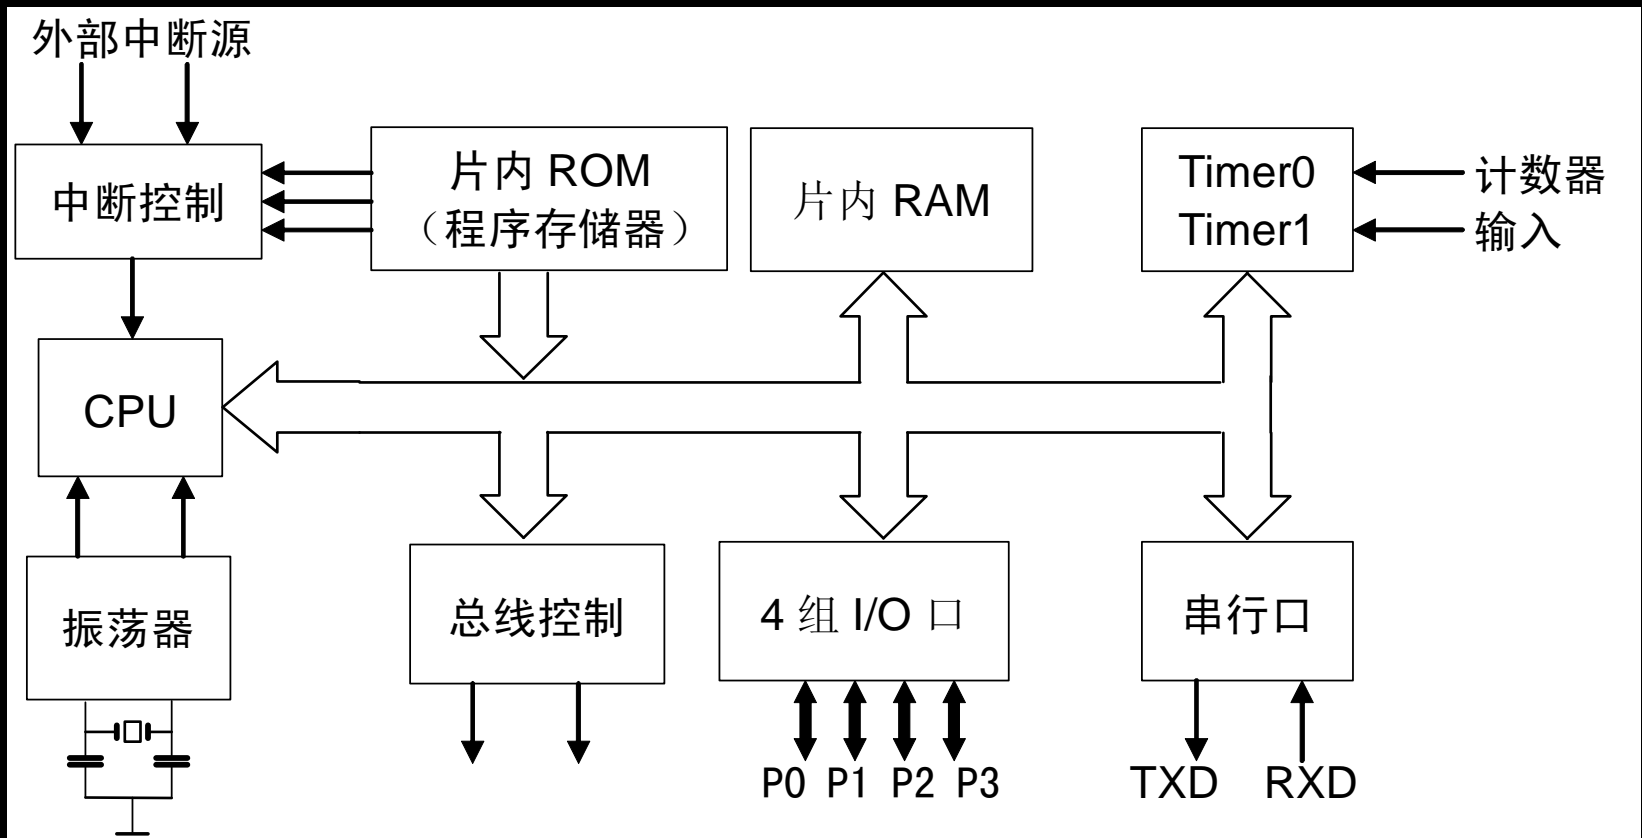 外部中断源
中断控制
片内 ROM
（程序存储器）
片内 RAM
Timer0
Timer1
计数器
输入
CPU
振荡器
总线控制
4 组 I/O 口
串行口
P0 P1 P2 P3
TXD RXD